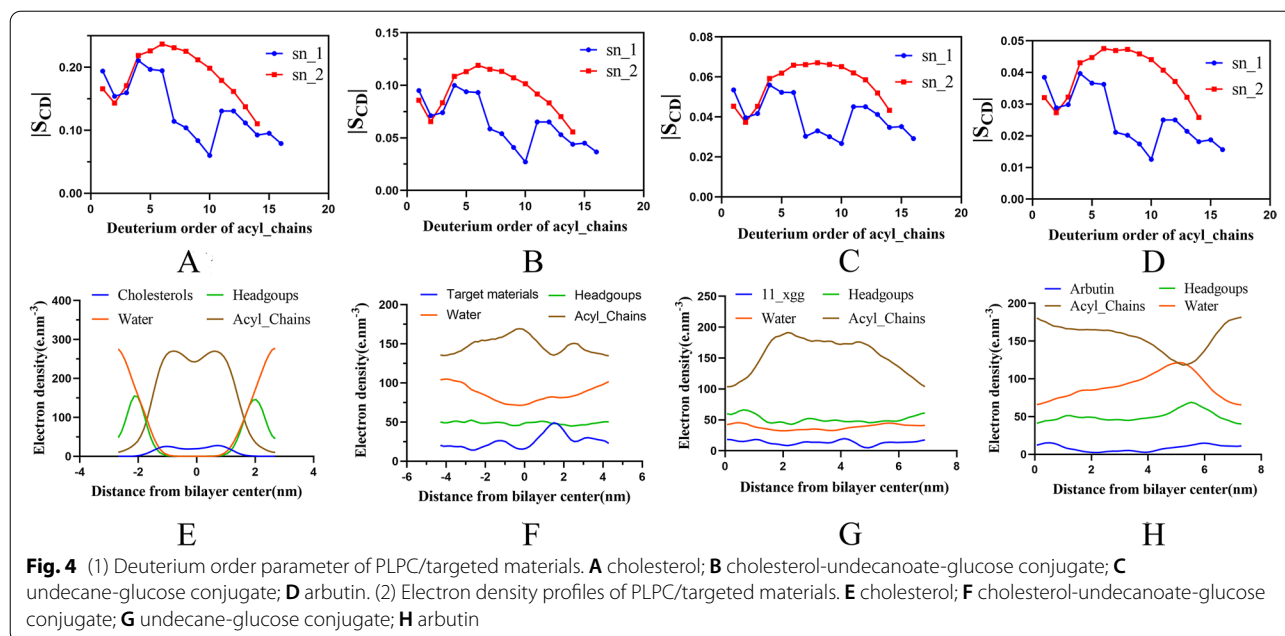 |S_CD|
0.20
0.10
0.00
0 5 10 15 20
Deuterium order of acyl_chains
sn_1
sn_2
A
|S_CD|
0.15
0.10
0.05
0.00
0 5 10 15 20
Deuterium order of acyl_chains
sn_1
sn_2
B
|S_CD|
0.08
0.06
0.04
0.02
0.00
0 5 10 15 20
Deuterium order of acyl_chains
sn_1
sn_2
C
|S_CD|
0.05
0.04
0.03
0.02
0.01
0.00
0 5 10 15 20
Deuterium order of acyl_chains
sn_1
sn_2
D
Cholesterols Headgoups
Water Acyl_Chains
Electron density(e.nm⁻³)
400
300
200
100
0
-4 -2 0 2 4
Distance from bilayer center(nm)
E
Target materials Headgoups
Water Acyl_Chains
Electron density(e.nm⁻³)
200
150
100
50
0
-6 -4 -2 0 2 4 6
Distance from bilayer center(nm)
F
11_xgg Headgoups
Water Acyl_Chains
Electron density(e.nm⁻³)
250
200
150
100
50
0
0 2 4 6 8
Distance from bilayer center(nm)
G
Arbutin Headgoups
Acyl_Chains Water
Electron density(e.nm⁻³)
200
150
100
50
0
0 2 4 6 8
Distance from bilayer center(nm)
H
Fig. 4 (1) Deuterium order parameter of PLPC/targeted materials. A cholesterol; B cholesterol-undecanoate-glucose conjugate; C
undecane-glucose conjugate; D arbutin. (2) Electron density profiles of PLPC/targeted materials. E cholesterol; F cholesterol-undecanoate-glucose
conjugate; G undecane-glucose conjugate; H arbutin